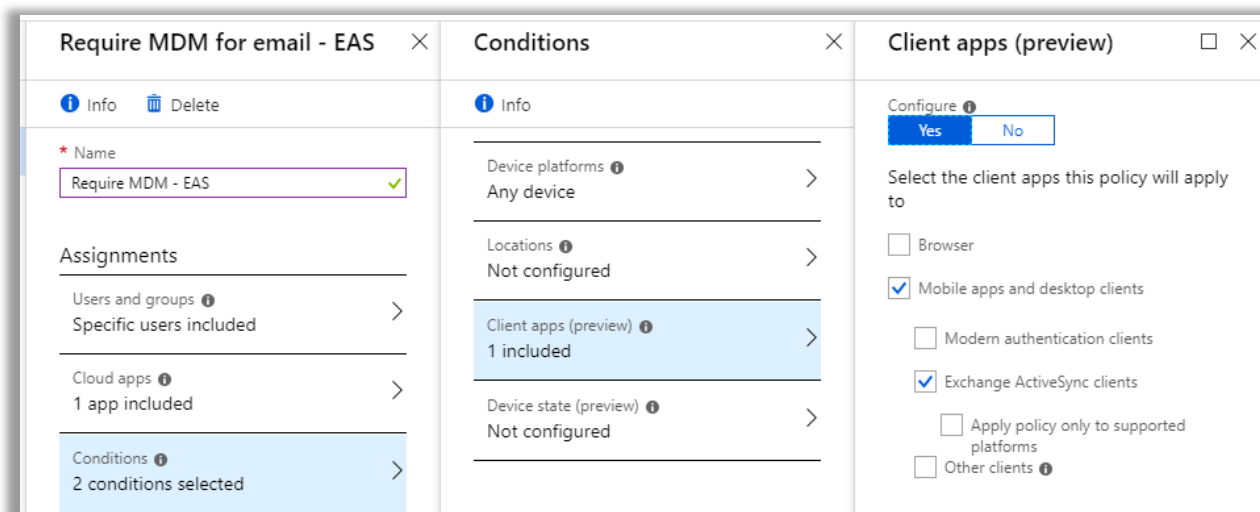 Require MDM for email - EAS
Info Delete
* Name
Require MDM - EAS
Assignments
Users and groups
Specific users included
Cloud apps
1 app included
Conditions
2 conditions selected
Conditions
Info
Device platforms
Any device
Locations
Not configured
Client apps (preview)
1 included
Device state (preview)
Not configured
Client apps (preview)
Configure
Yes No
Select the client apps this policy will apply
to
Browser
Mobile apps and desktop clients
Modern authentication clients
Exchange ActiveSync clients
Apply policy only to supported
platforms
Other clients